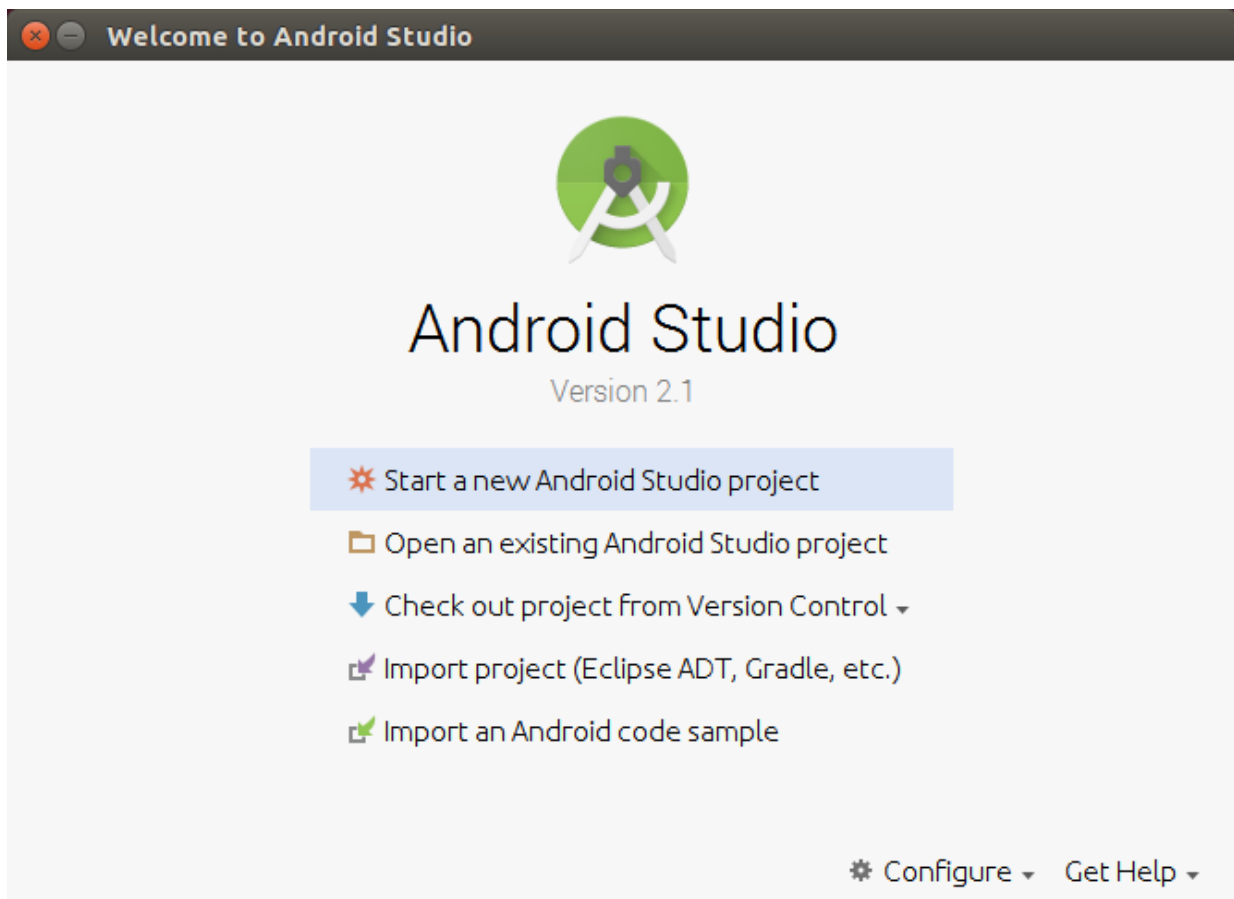 Welcome to Android Studio
Android Studio
Version 2.1
Start a new Android Studio project
Open an existing Android Studio project
Check out project from Version Control
Import project (Eclipse ADT, Gradle, etc.)
Import an Android code sample
Configure Get Help